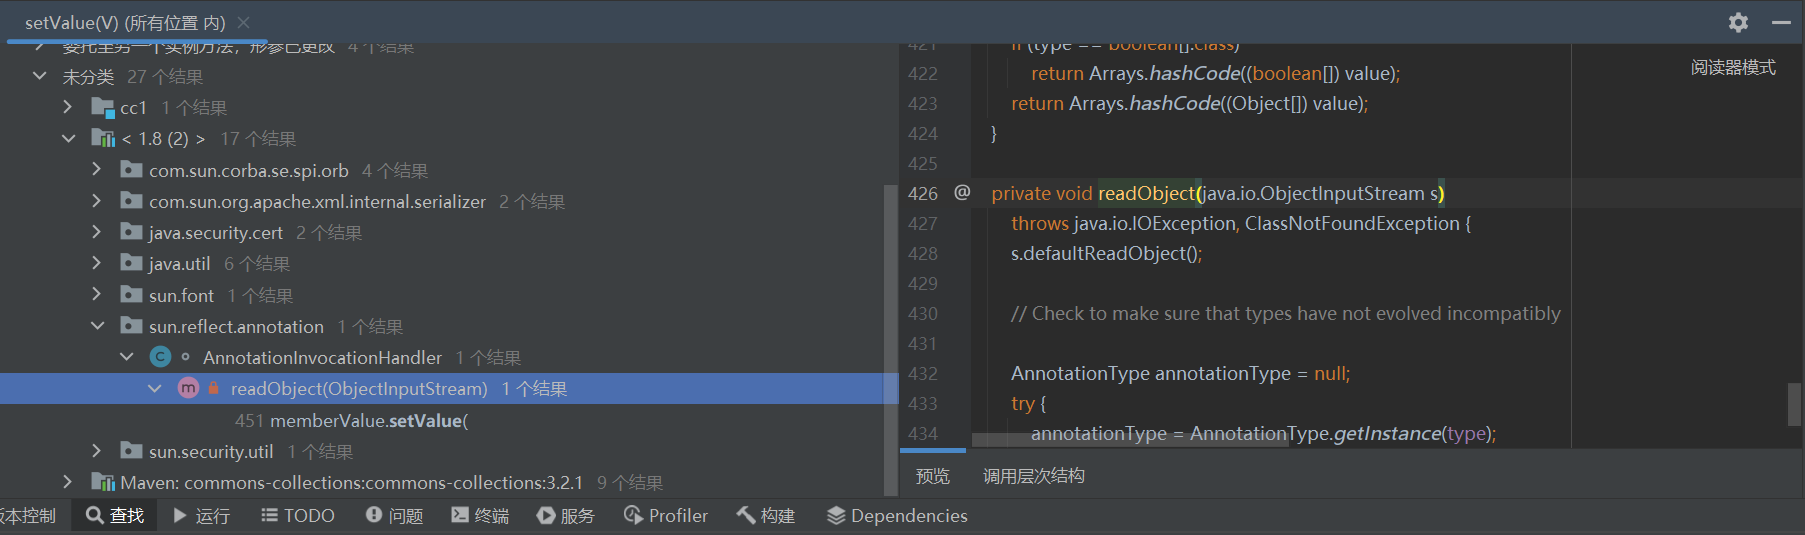 setValue(V) (所有位置 内)
委托至另一个实例方法，形参已更改 4 个结果
未分类 27 个结果
cc1 1 个结果
< 1.8 (2) > 17 个结果
com.sun.corba.se.spi.orb 4 个结果
com.sun.org.apache.xml.internal.serializer 2 个结果
java.security.cert 2 个结果
java.util 6 个结果
sun.font 1 个结果
sun.reflect.annotation 1 个结果
AnnotationInvocationHandler 1 个结果
readObject(ObjectInputStream) 1 个结果
451 memberValue.setValue(
sun.security.util 1 个结果
Maven: commons-collections:commons-collections:3.2.1 9 个结果
421 if (type == boolean[].class)
422 return Arrays.hashCode((boolean[]) value);
423 return Arrays.hashCode((Object[]) value);
424 }
425
426 @ private void readObject(java.io.ObjectInputStream s)
427 throws java.io.IOException, ClassNotFoundException {
428 s.defaultReadObject();
429
430 // Check to make sure that types have not evolved incompatibly
431
432 AnnotationType annotationType = null;
433 try {
434 annotationType = AnnotationType.getInstance(type);
阅读器模式
预览 调用层次结构
版本控制 查找 运行 TODO 问题 终端 服务 Profiler 构建 Dependencies